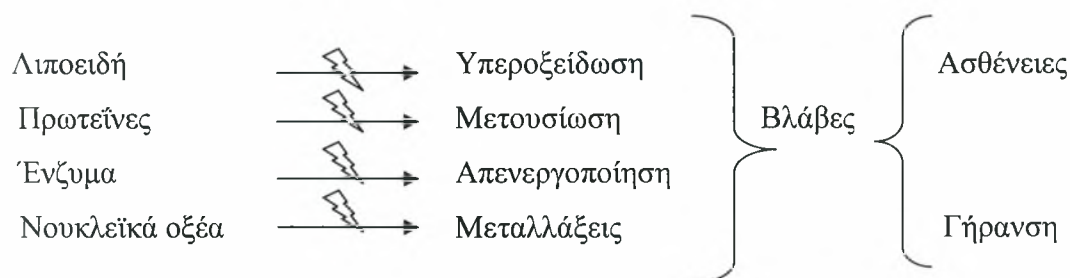 Λιποειδή Υπεροξείδωση Ασθένειες
Πρωτεΐνες Μετουσίωση Βλάβες
Ένζυμα Απενεργοποίηση
Νουκλεϊκά οξέα Μεταλλάξεις Γήρανση